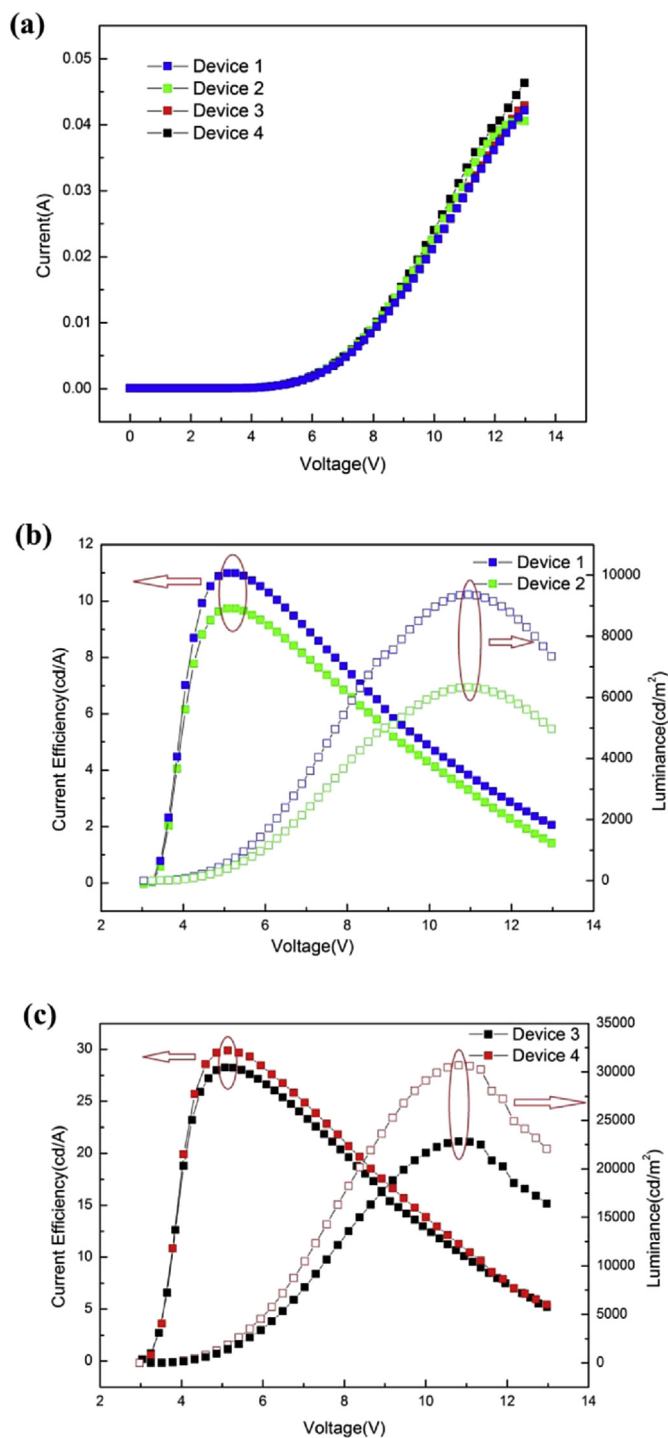 (a)
0.05
0.04
0.03
0.02
0.01
0.00
Current(A)
Device 1
Device 2
Device 3
Device 4
0 2 4 6 8 10 12 14
Voltage(V)
(b)
12
10
8
6
4
2
0
Current Efficiency(cd/A)
Device 1
Device 2
10000
8000
6000
4000
2000
0
Luminance(cd/m²)
2 4 6 8 10 12 14
Voltage(V)
(c)
30
25
20
15
10
5
0
Current Efficiency(cd/A)
Device 3
Device 4
35000
30000
25000
20000
15000
10000
5000
0
Luminance(cd/m²)
2 4 6 8 10 12 14
Voltage(V)